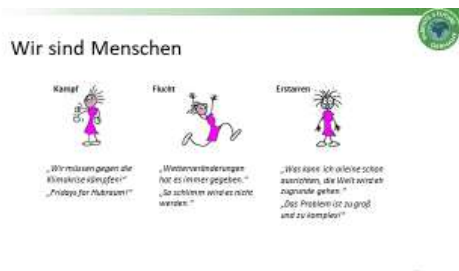 Wir sind Menschen
Kampf
Flucht
Erstarren
„Wir müssen gegen die
Klimakrise kämpfen!“
„Fridays for Hubraum!“
„Wetterveränderungen
hat es immer gegeben.“
„So schlimm wird es nicht
werden.“
„Was kann ich alleine schon
ausrichten, die Welt wird eh
zugrunde gehen.“
„Das Problem ist zu groß
und zu komplex!“